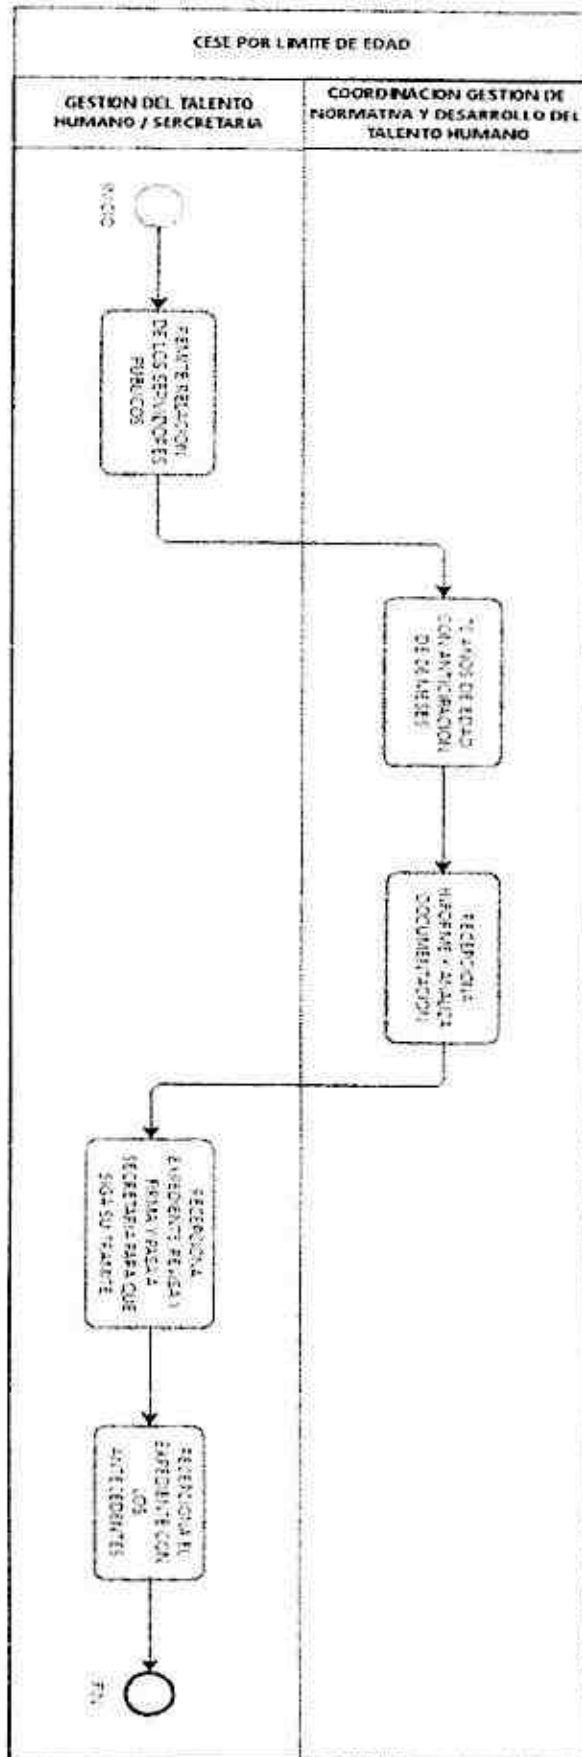 CESE POR LIMITE DE EDAD
GESTION DEL TALENTO
HUMANO / SERCRETARIA
COORDINACION GESTION DE
NORMATIVA Y DESARROLLO DEL
TALENTO HUMANO
INICIO
REMITE RELACION
DE LOS SERVIDORES
PUBLICOS
AÑOS DE EDAD
CON ANTICIPACION
DE 06 MESES
RECEPCIONA
INFORME Y ANALIZA
DOCUMENTACION
RECEPCIONA
EXPEDIENTE REVISA Y
FIRMA Y PASA A
SECRETARIA PARA QUE
SIGA SU TRAMITE
RECEPCIONA EL
EXPEDIENTE CON
LOS
ANTECEDENTES
FIN